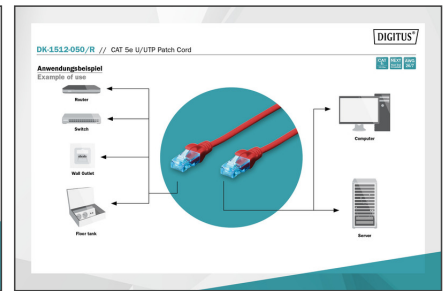 DIGITUS®
DK-1512-050/R // CAT 5e U/UTP Patch Cord
Anwendungsbeispiel
Example of use
Router
Switch
Wall Outlet
Floor tank
Computer
Server